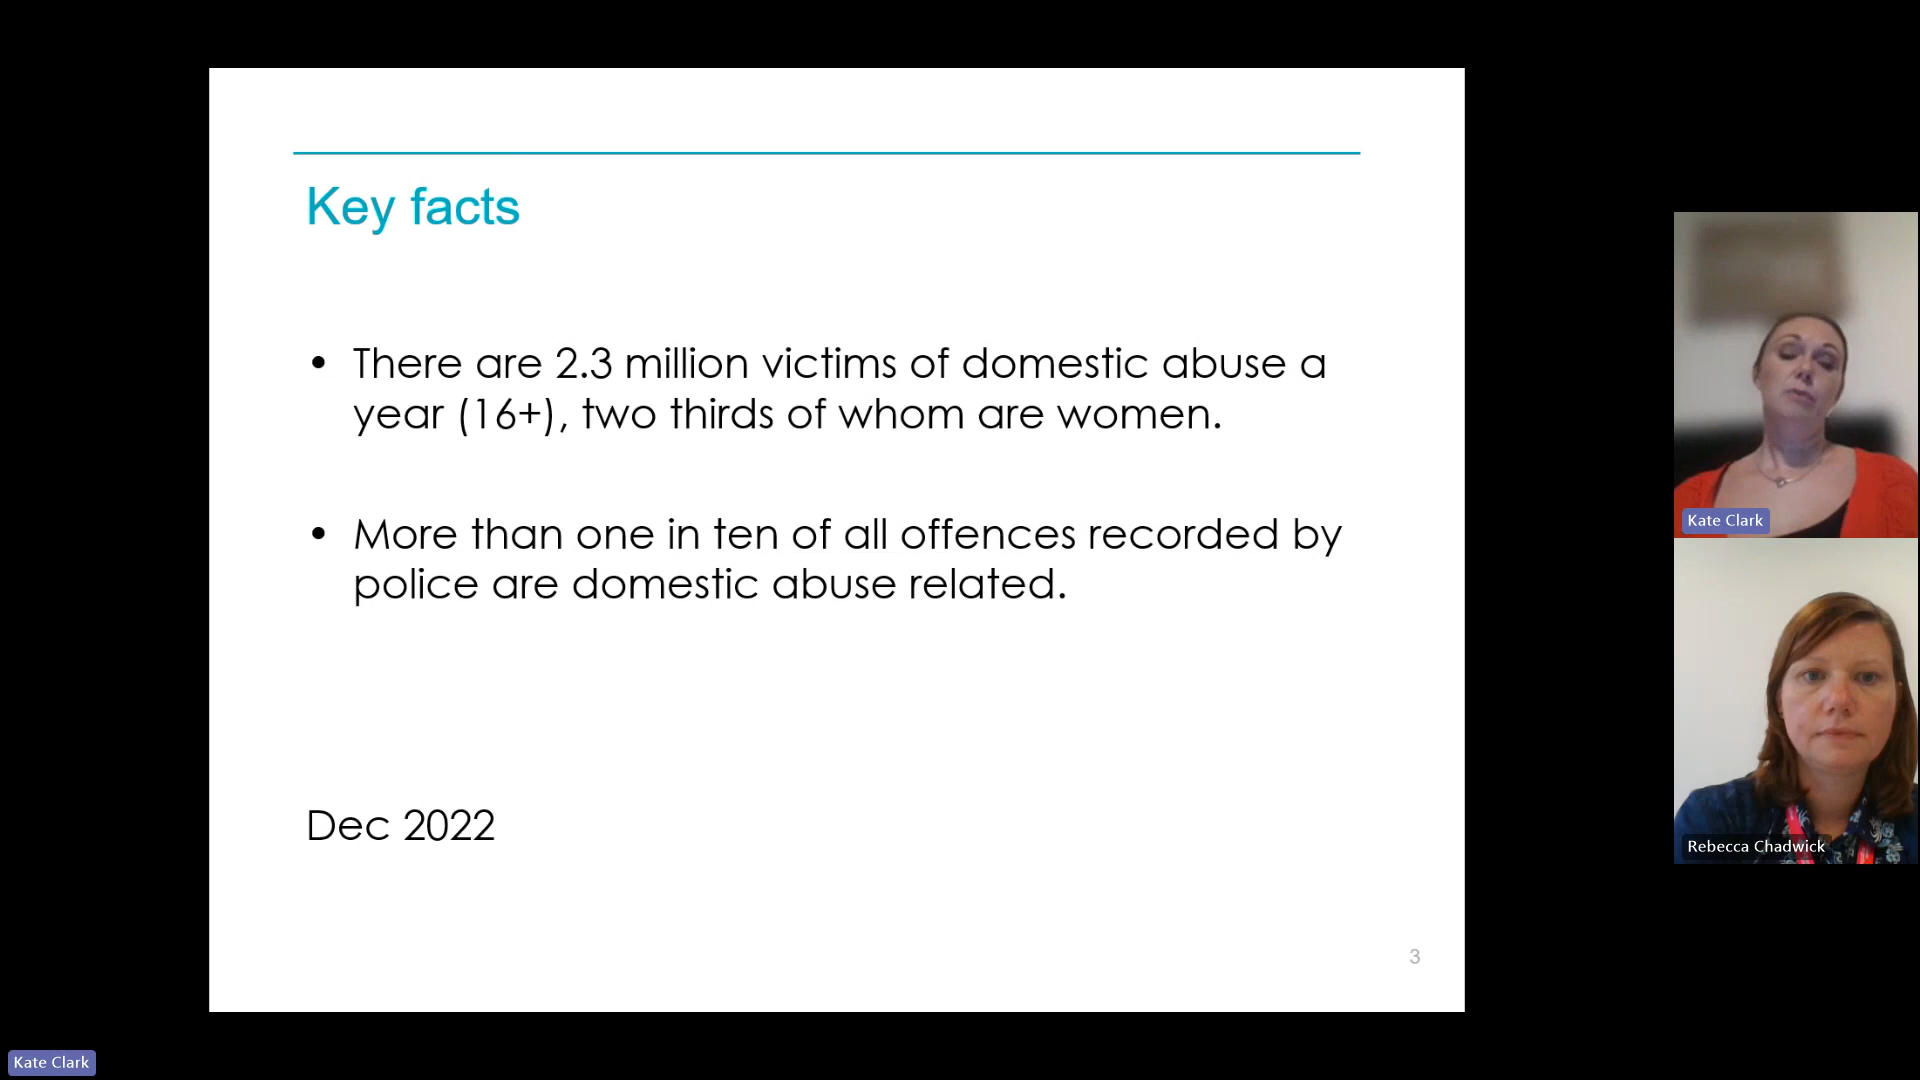 Key facts
• There are 2.3 million victims of domestic abuse a
year (16+), two thirds of whom are women.
• More than one in ten of all offences recorded by
police are domestic abuse related.
Dec 2022
3
Kate Clark
Rebecca Chadwick
Kate Clark